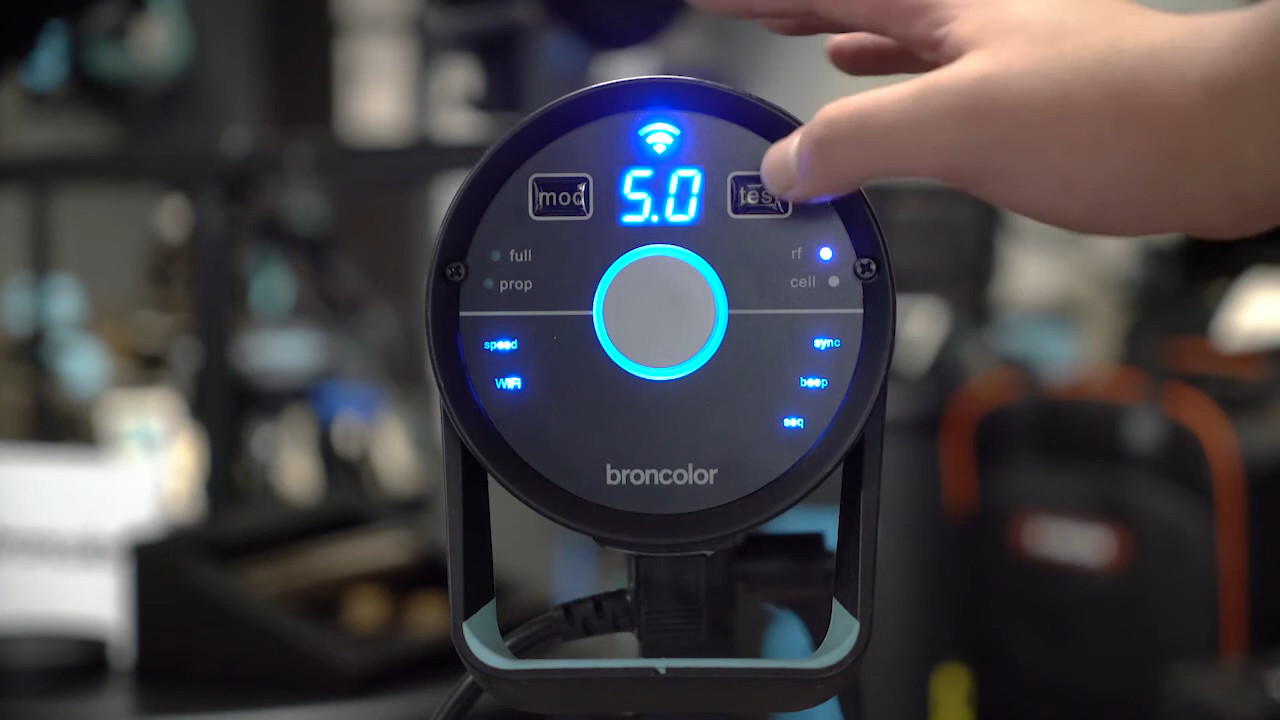 mod
5.0
test
full
rf
prop
cell
speed
sync
WiFi
beep
seq
broncolor